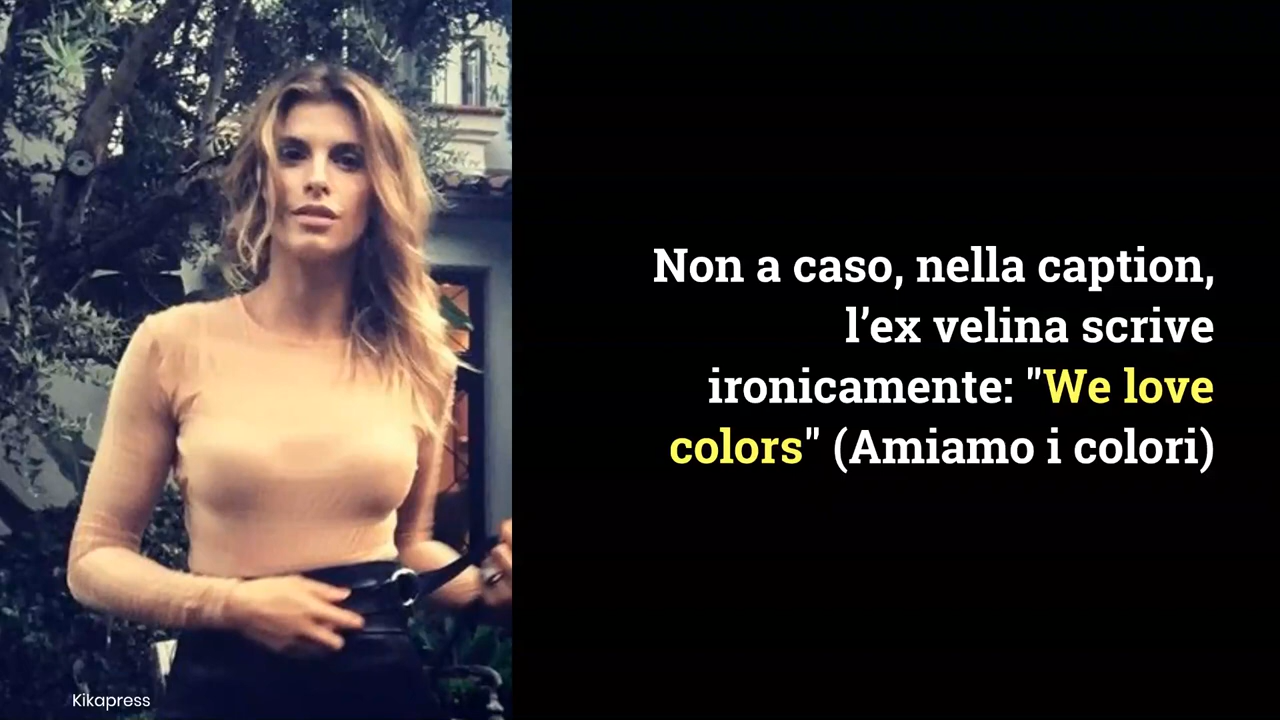 Non a caso, nella caption,
l’ex velina scrive
ironicamente: "We love
colors" (Amiamo i colori)
Kikapress